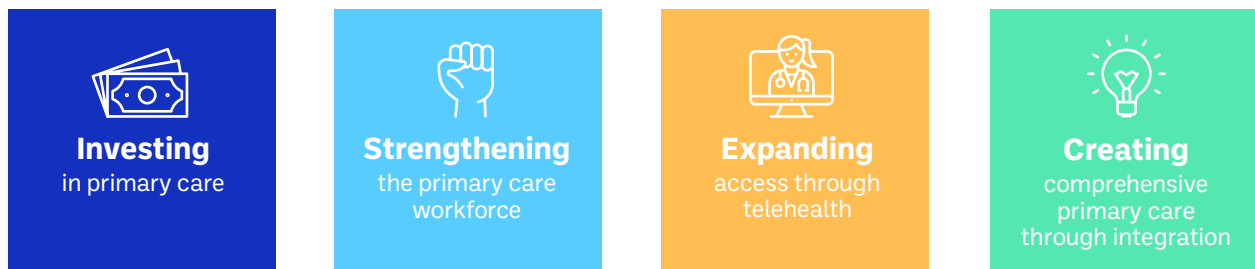 Investing
in primary care
Strengthening
the primary care
workforce
Expanding
access through
telehealth
Creating
comprehensive
primary care
through integration